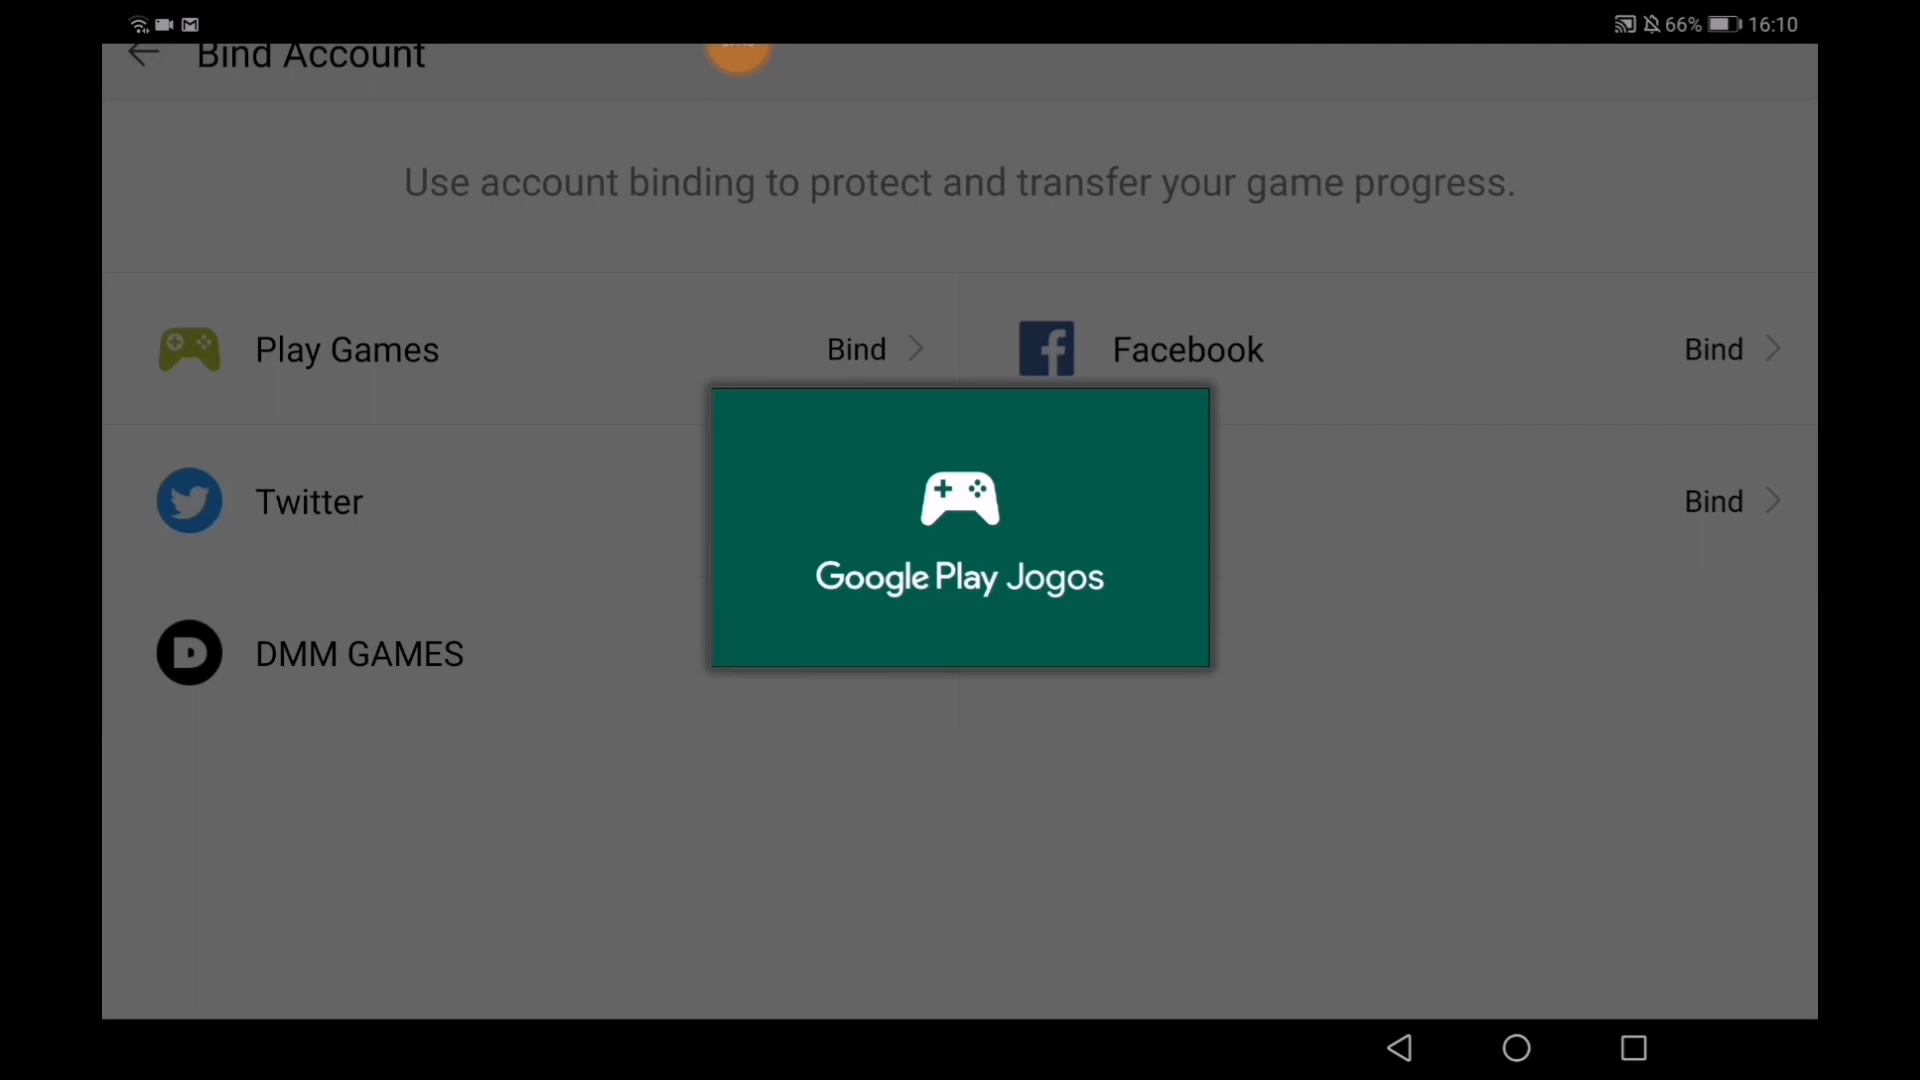 66% 16:10
Bind Account
Use account binding to protect and transfer your game progress.
Play Games Bind
Facebook Bind
Twitter
Bind
Google Play Jogos
DMM GAMES